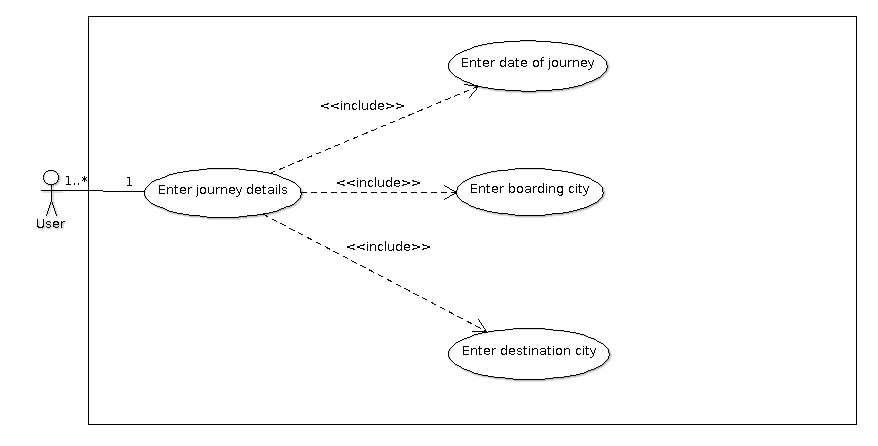 Enter date of journey
<<include>>
1..*
1
Enter journey details
<<include>>
Enter boarding city
User
<<include>>
Enter destination city